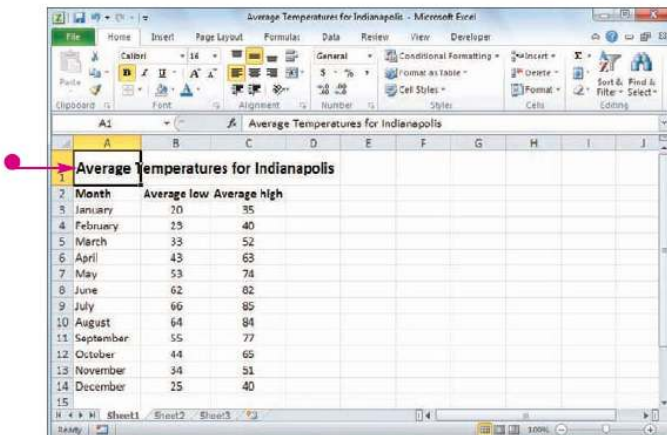 Average Temperatures for Indianapolis - Microsoft Excel
File Home Insert Page Layout Formulas Data Review View Developer
Calibri 16 General Conditional Formatting Insert Σ
Paste B I U A A $ % , Format as Table Delete Sort & Find &
A Cell Styles Format Filter Select
Clipboard Font Alignment Number Styles Cells Editing
A1 fx Average Temperatures for Indianapolis
A B C D E F G H I J
1 Average Temperatures for Indianapolis
2 Month Average low Average high
3 January 20 35
4 February 40
5 March 33 52
6 April 43 63
7 May 53 74
8 June 62 82
9 July 66 85
10 August 64 84
11 September 55 77
12 October 44 65
13 November 34 51
14 December 25 40
15
Sheet1 Sheet2 Sheet3
Ready 100%